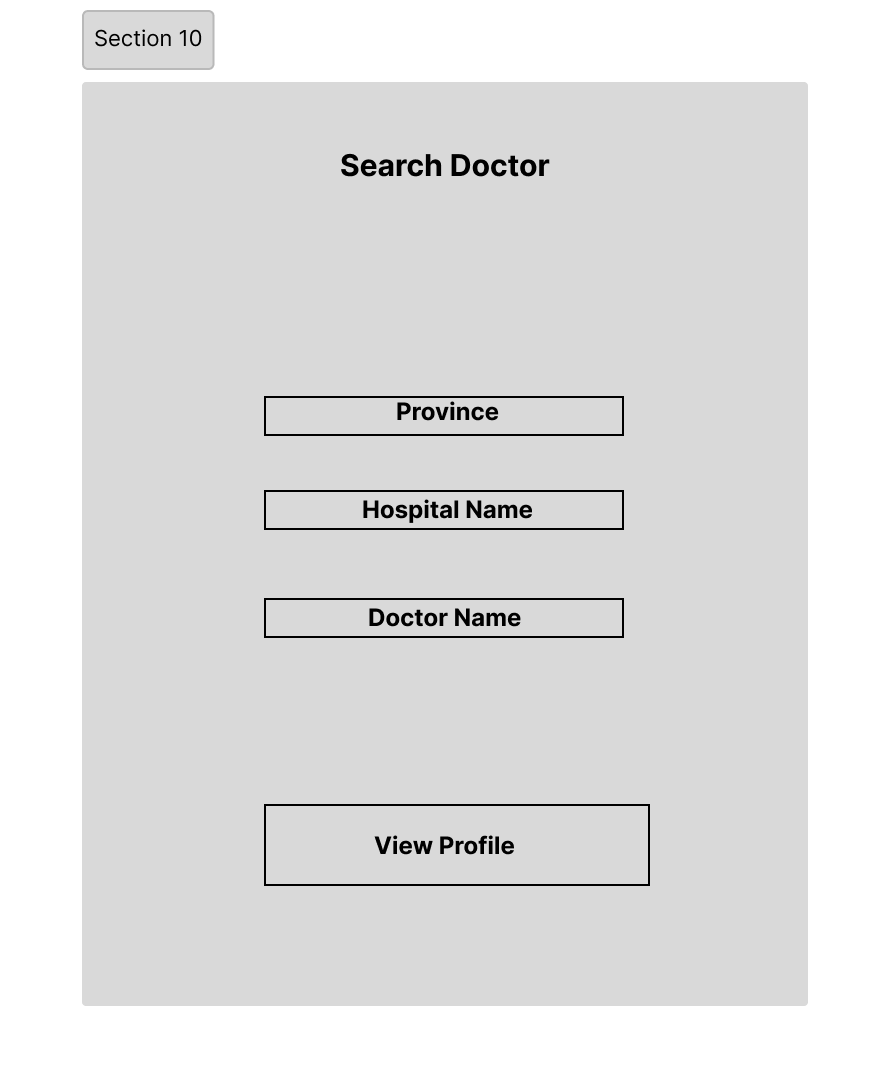 Section 10
Search Doctor
Province
Hospital Name
Doctor Name
View Profile